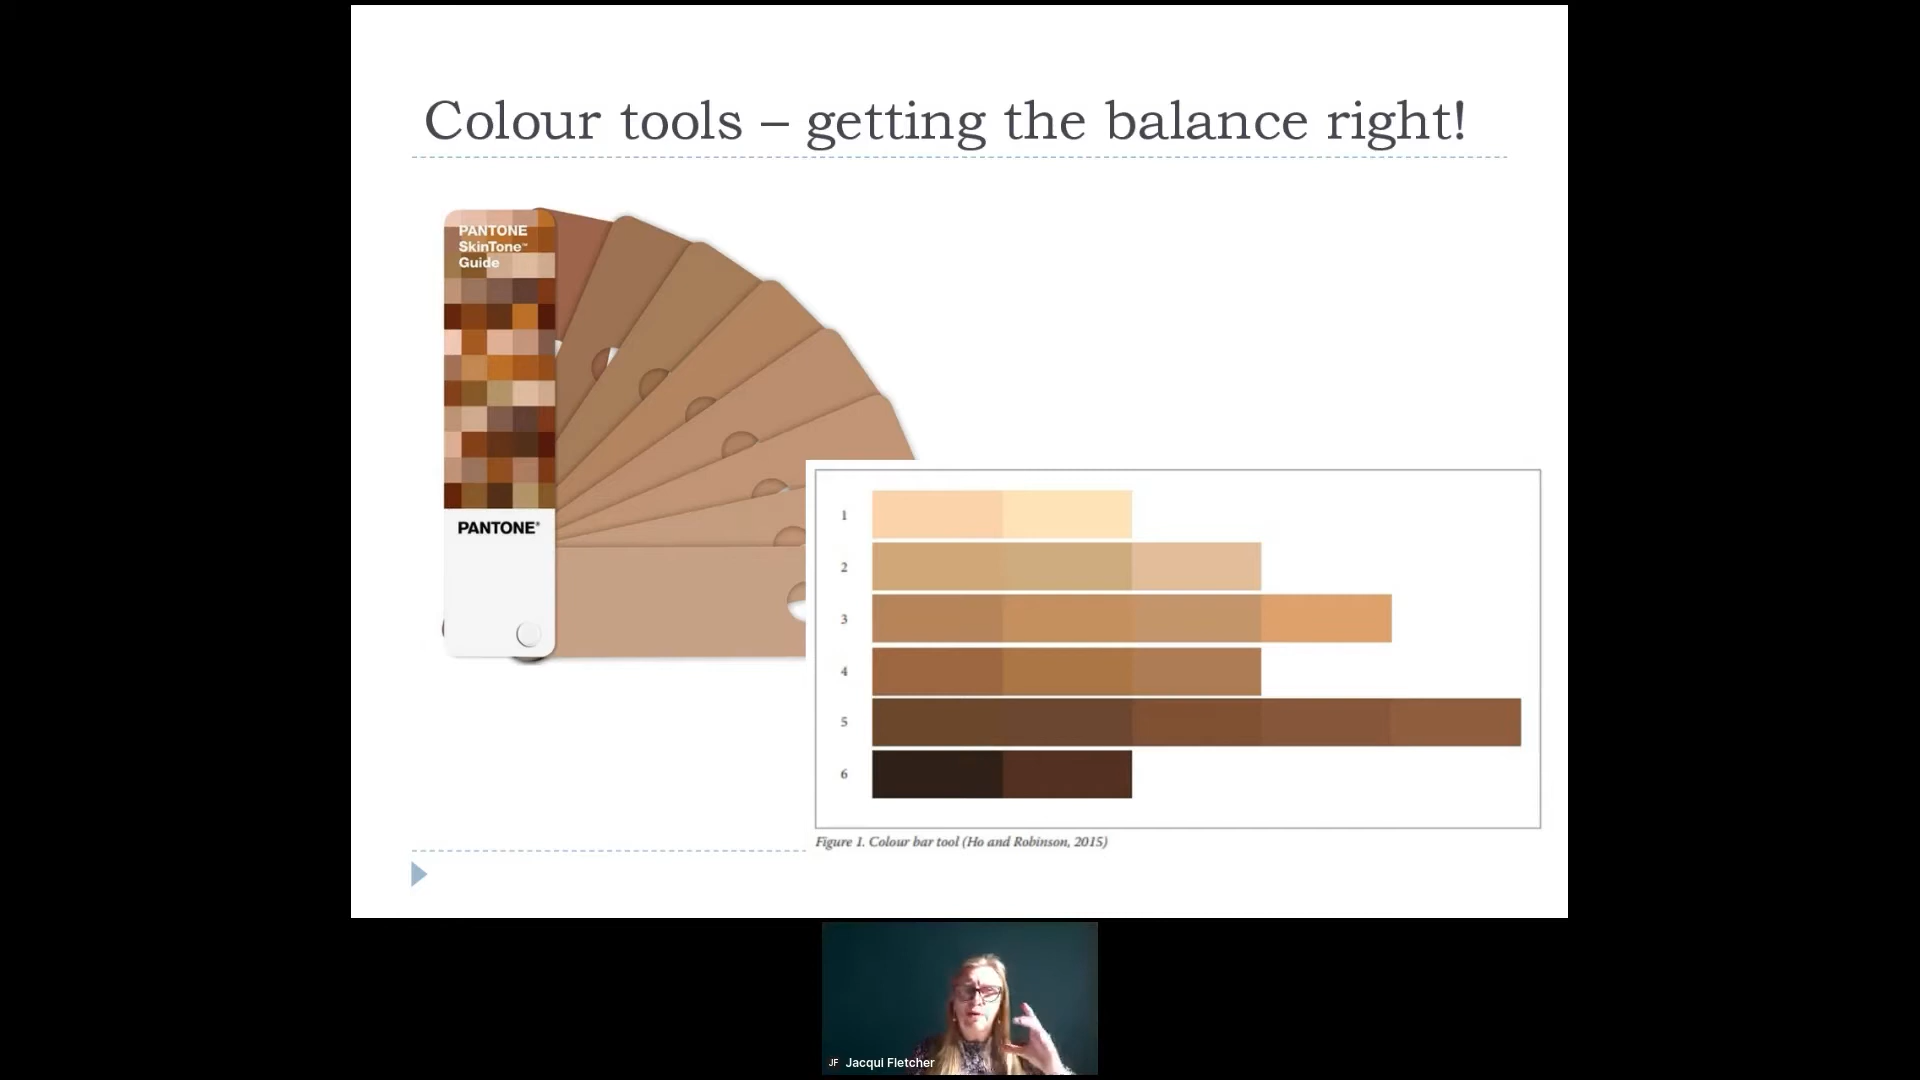 Colour tools – getting the balance right!
PANTONE
SkinTone™
Guide
PANTONE®
1
2
3
4
5
6
Figure 1. Colour bar tool (Ho and Robinson, 2015)
JF Jacqui Fletcher